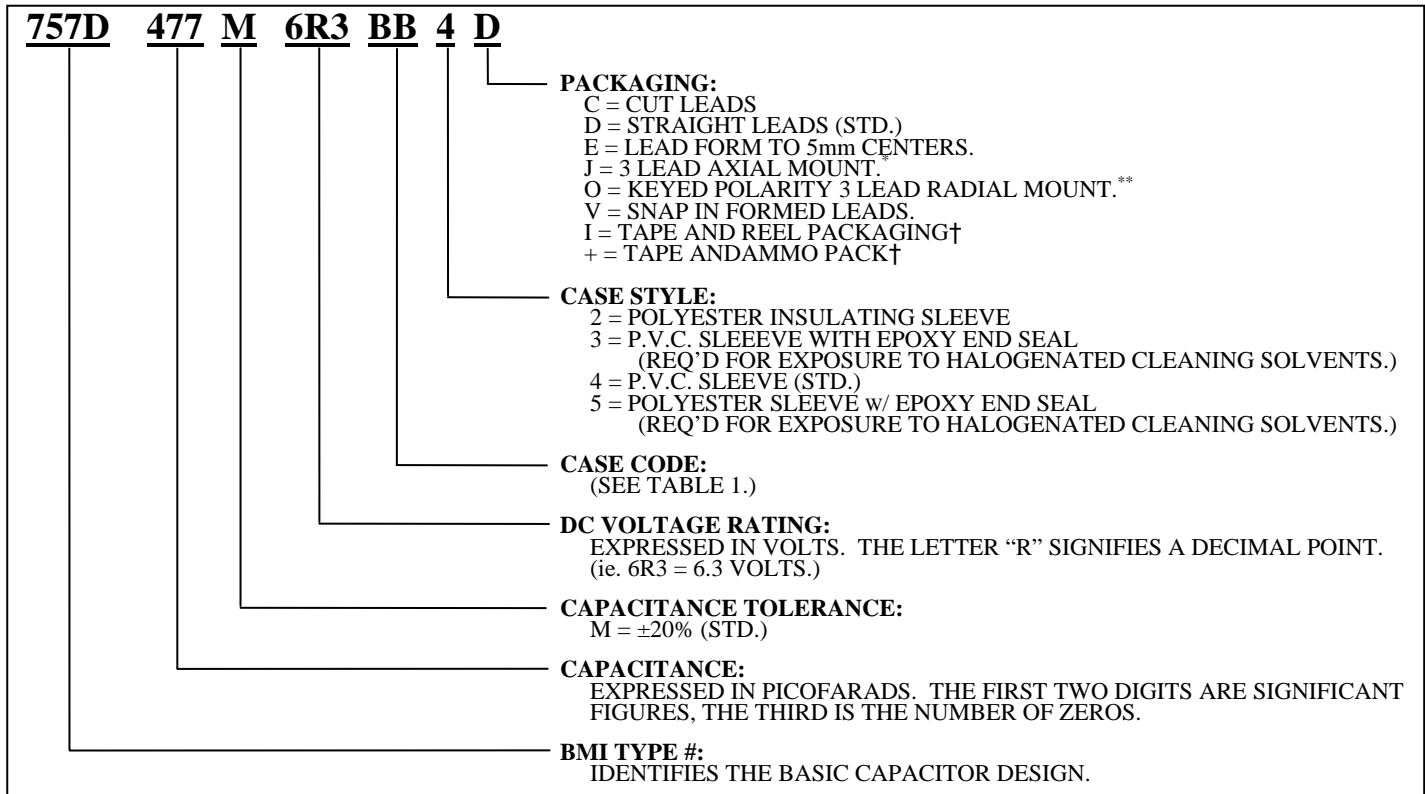 757D 477 M 6R3 BB 4 D
PACKAGING:
C = CUT LEADS
D = STRAIGHT LEADS (STD.)
E = LEAD FORM TO 5mm CENTERS.
J = 3 LEAD AXIAL MOUNT.*
O = KEYED POLARITY 3 LEAD RADIAL MOUNT.**
V = SNAP IN FORMED LEADS.
I = TAPE AND REEL PACKAGING†
+ = TAPE ANDAMMO PACK†
CASE STYLE:
2 = POLYESTER INSULATING SLEEVE
3 = P.V.C. SLEEEVE WITH EPOXY END SEAL
(REQ’D FOR EXPOSURE TO HALOGENATED CLEANING SOLVENTS.)
4 = P.V.C. SLEEVE (STD.)
5 = POLYESTER SLEEVE w/ EPOXY END SEAL
(REQ’D FOR EXPOSURE TO HALOGENATED CLEANING SOLVENTS.)
CASE CODE:
(SEE TABLE 1.)
DC VOLTAGE RATING:
EXPRESSED IN VOLTS. THE LETTER “R” SIGNIFIES A DECIMAL POINT.
(ie. 6R3 = 6.3 VOLTS.)
CAPACITANCE TOLERANCE:
M = ±20% (STD.)
CAPACITANCE:
EXPRESSED IN PICOFARADS. THE FIRST TWO DIGITS ARE SIGNIFICANT
FIGURES, THE THIRD IS THE NUMBER OF ZEROS.
BMI TYPE #:
IDENTIFIES THE BASIC CAPACITOR DESIGN.